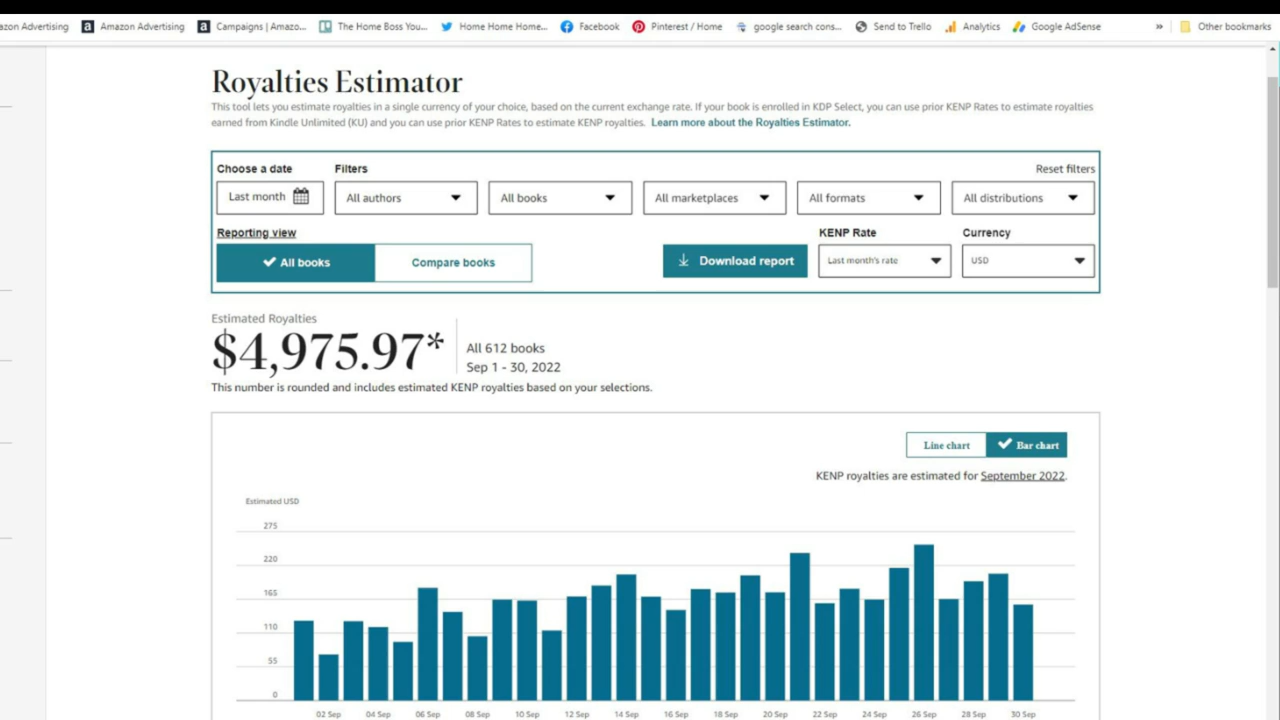 zon Advertising Amazon Advertising Campaigns | Amazo... The Home Boss You... Home Home Home... Facebook Pinterest / Home google search cons... Send to Trello Analytics Google AdSense » Other bookmarks
Royalties Estimator
This tool lets you estimate royalties in a single currency of your choice, based on the current exchange rate. If your book is enrolled in KDP Select, you can use prior KENP Rates to estimate royalties
earned from Kindle Unlimited (KU) and you can use prior KENP Rates to estimate KENP royalties. Learn more about the Royalties Estimator.
Choose a date Filters Reset filters
Last month All authors All books All marketplaces All formats All distributions
Reporting view KENP Rate Currency
All books Compare books Download report Last month's rate USD
Estimated Royalties
$4,975.97*
All 612 books
Sep 1 - 30, 2022
This number is rounded and includes estimated KENP royalties based on your selections.
Line chart Bar chart
KENP royalties are estimated for September 2022.
Estimated USD
275
220
165
110
55
0
02 Sep 04 Sep 06 Sep 08 Sep 10 Sep 12 Sep 14 Sep 16 Sep 18 Sep 20 Sep 22 Sep 24 Sep 26 Sep 28 Sep 30 Sep